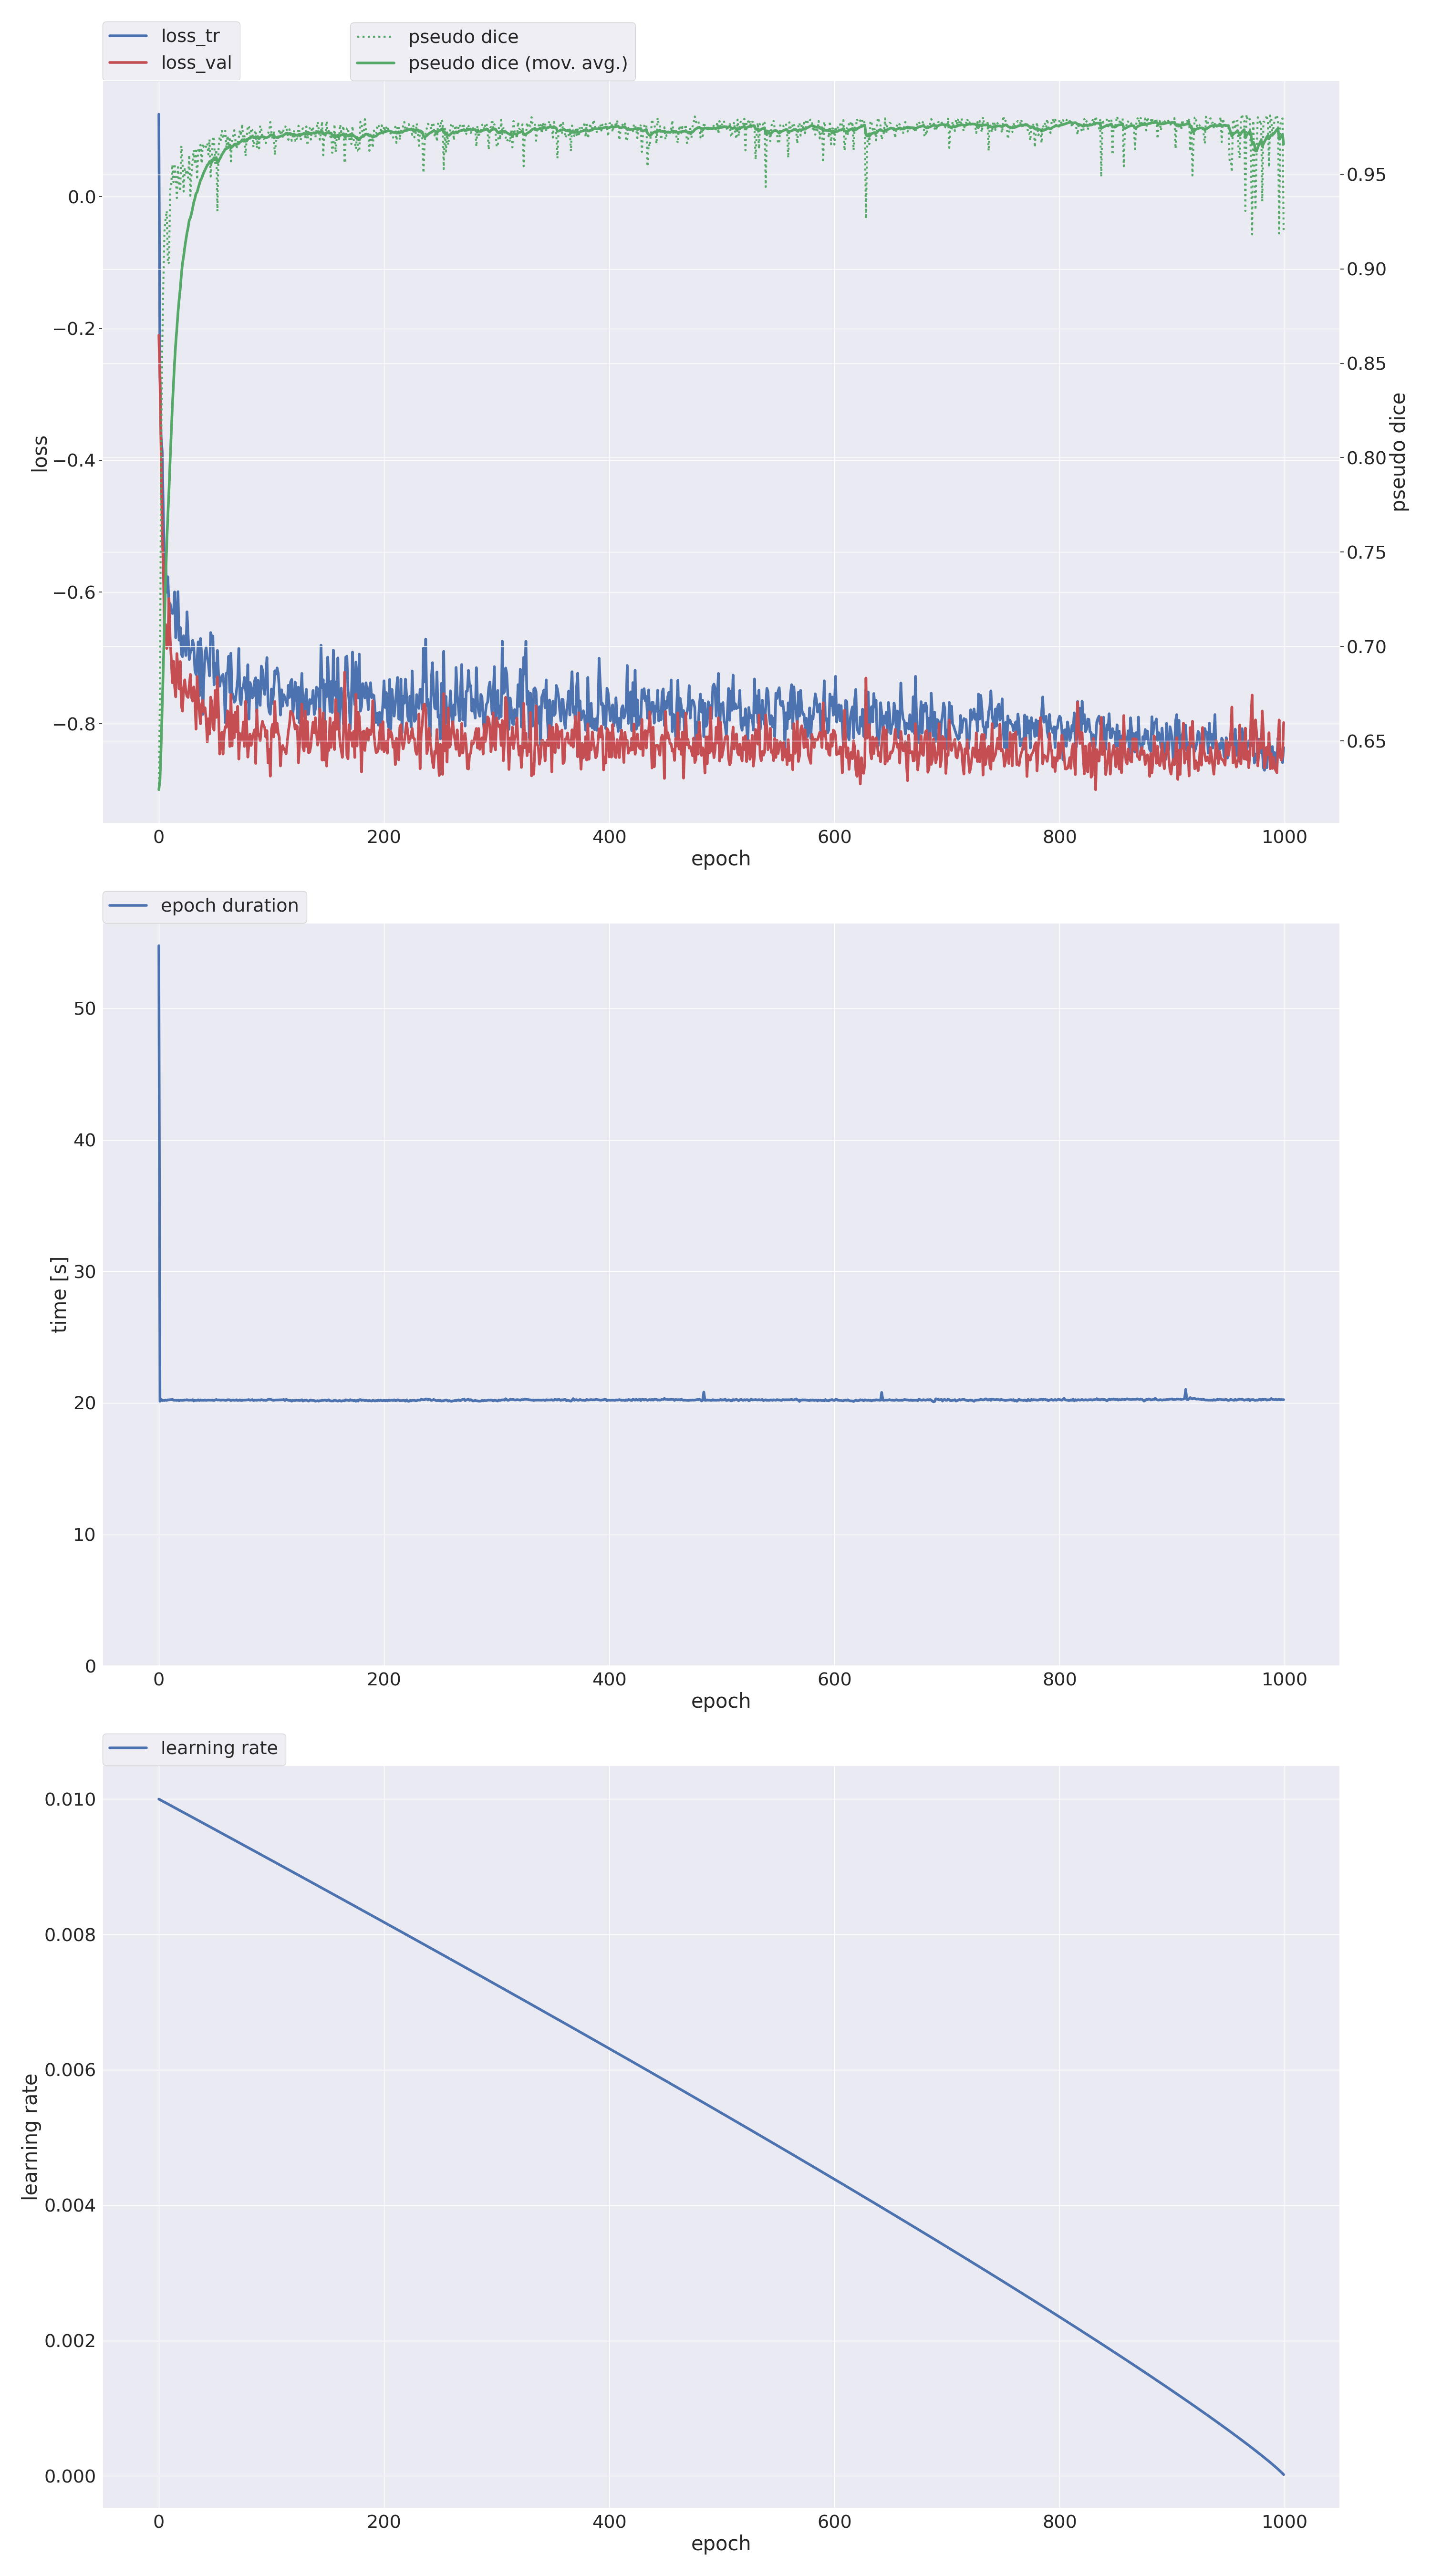 loss_tr
loss_val
pseudo dice
pseudo dice (mov. avg.)
0.0
−0.2
−0.4
−0.6
−0.8
loss
0.95
0.90
0.85
0.80
0.75
0.70
0.65
pseudo dice
0 200 400 600 800 1000
epoch
epoch duration
50
40
30
20
10
0
time [s]
0 200 400 600 800 1000
epoch
learning rate
0.010
0.008
0.006
0.004
0.002
0.000
learning rate
0 200 400 600 800 1000
epoch